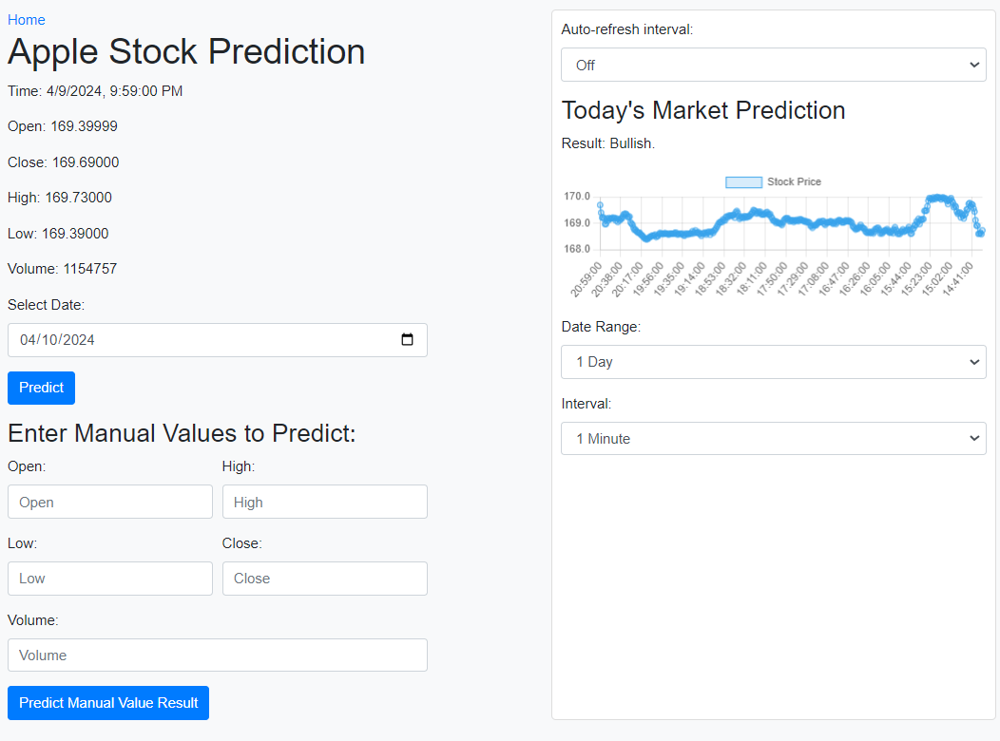 Home
Apple Stock Prediction
Time: 4/9/2024, 9:59:00 PM
Open: 169.39999
Close: 169.69000
High: 169.73000
Low: 169.39000
Volume: 1154757
Select Date:
04/10/2024
Predict
Enter Manual Values to Predict:
Open: High:
Open High
Low: Close:
Low Close
Volume:
Volume
Predict Manual Value Result
Auto-refresh interval:
Off
Today's Market Prediction
Result: Bullish.
Stock Price
170.0
169.0
168.0
20:59:00 20:38:00 20:17:00 19:56:00 19:35:00 19:14:00 18:53:00 18:32:00 18:11:00 17:50:00 17:29:00 17:08:00 16:47:00 16:26:00 16:05:00 15:44:00 15:23:00 15:02:00 14:41:00
Date Range:
1 Day
Interval:
1 Minute